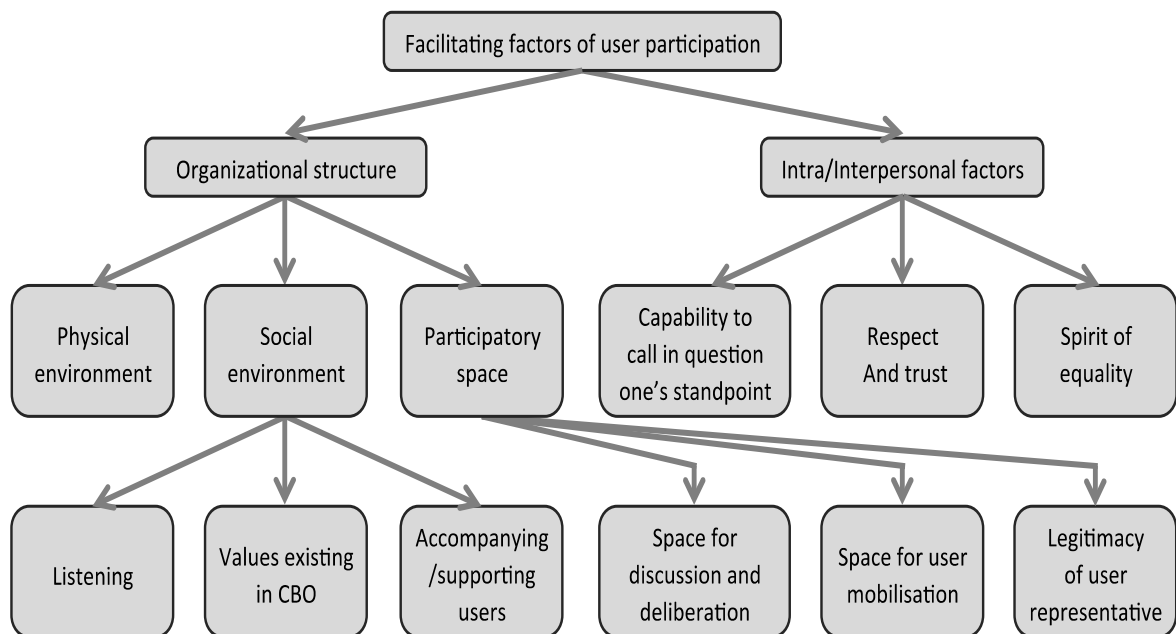 Facilitating factors of user participation
Organizational structure
Intra/Interpersonal factors
Physical
environment
Social
environment
Participatory
space
Capability to
call in question
one's standpoint
Respect
And trust
Spirit of
equality
Listening
Values existing
in CBO
Accompanying
/supporting
users
Space for
discussion and
deliberation
Space for user
mobilisation
Legitimacy
of user
representative